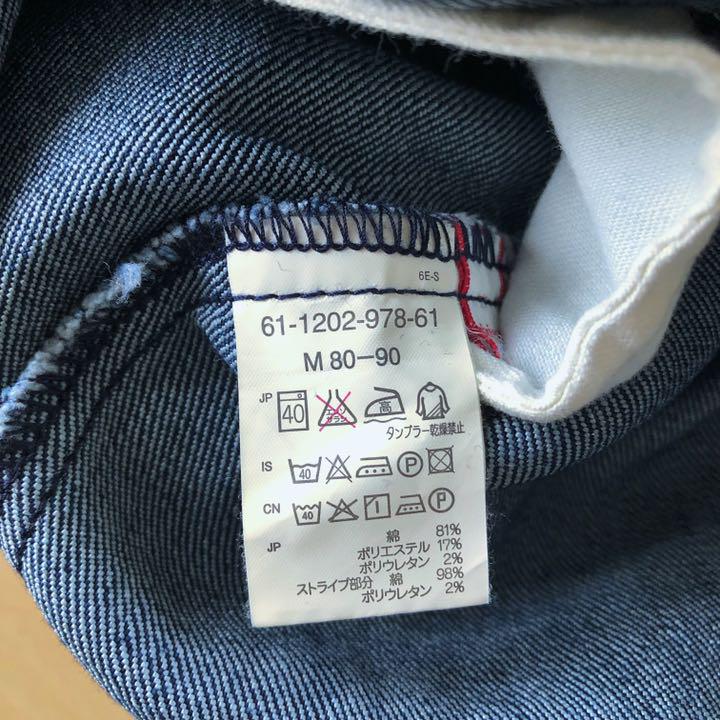 6E-S
61-1202-978-61
M 80-90
JP 40 高
タンブラー乾燥禁止
IS 40 P
CN 40 P
JP 綿 81%
ポリエステル 17%
ポリウレタン 2%
ストライプ部分 綿 98%
ポリウレタン 2%